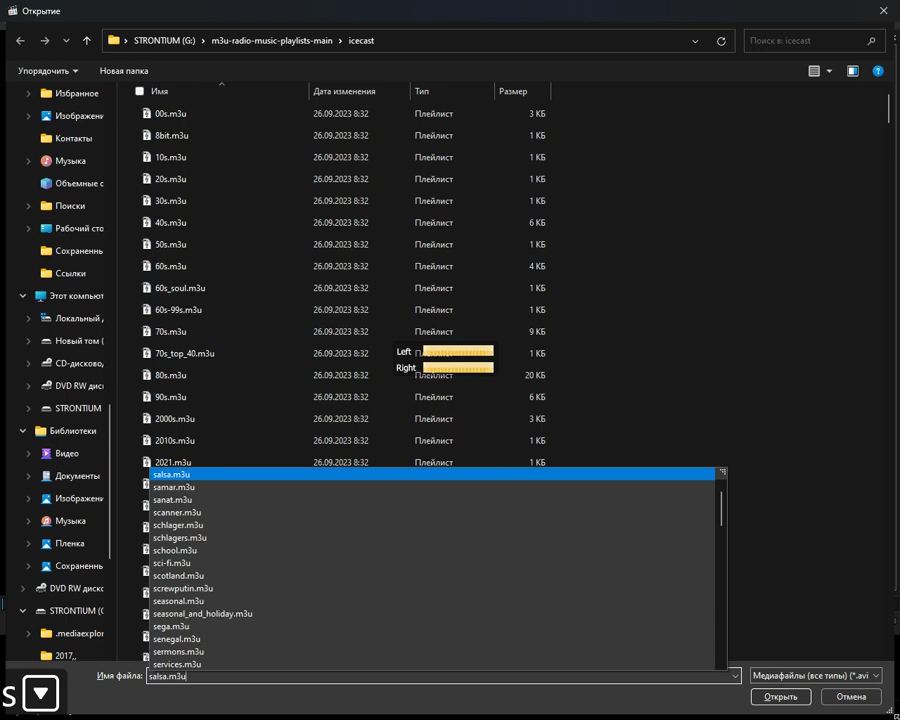 Открытие
STRONTIUM (G:) › m3u-radio-music-playlists-main › icecast
Поиск в: icecast
Упорядочить
Новая папка
Имя Дата изменения Тип Размер
Избранное
Изображени
Контакты
Музыка
Объемные с
Поиски
Рабочий сто
Сохраненны
Ссылки
Этот компьют
Локальный д
Новый том (
CD-дисково,
DVD RW дис
STRONTIUM
Библиотеки
Видео
Документы
Изображени
Музыка
Пленка
Сохраненны
DVD RW диско
STRONTIUM (G
.mediaexplor
2017,,
00s.m3u 26.09.2023 8:32 Плейлист 3 КБ
8bit.m3u 26.09.2023 8:32 Плейлист 1 КБ
10s.m3u 26.09.2023 8:32 Плейлист 1 КБ
20s.m3u 26.09.2023 8:32 Плейлист 1 КБ
30s.m3u 26.09.2023 8:32 Плейлист 1 КБ
40s.m3u 26.09.2023 8:32 Плейлист 6 КБ
50s.m3u 26.09.2023 8:32 Плейлист 1 КБ
60s.m3u 26.09.2023 8:32 Плейлист 4 КБ
60s_soul.m3u 26.09.2023 8:32 Плейлист 1 КБ
60s-99s.m3u 26.09.2023 8:32 Плейлист 1 КБ
70s.m3u 26.09.2023 8:32 Плейлист 9 КБ
70s_top_40.m3u 26.09.2023 8:32 1 КБ
80s.m3u 26.09.2023 8:32 Плейлист 20 КБ
90s.m3u 26.09.2023 8:32 Плейлист 6 КБ
2000s.m3u 26.09.2023 8:32 Плейлист 3 КБ
2010s.m3u 26.09.2023 8:32 Плейлист 1 КБ
2021.m3u 26.09.2023 8:32 Плейлист 1 КБ
Left
Right
salsa.m3u
samar.m3u
sanat.m3u
scanner.m3u
schlager.m3u
schlagers.m3u
school.m3u
sci-fi.m3u
scotland.m3u
screwputin.m3u
seasonal.m3u
seasonal_and_holiday.m3u
sega.m3u
senegal.m3u
sermons.m3u
services.m3u
Имя файла: salsa.m3u
Медиафайлы (все типы) (*.avi
Открыть
Отмена
s